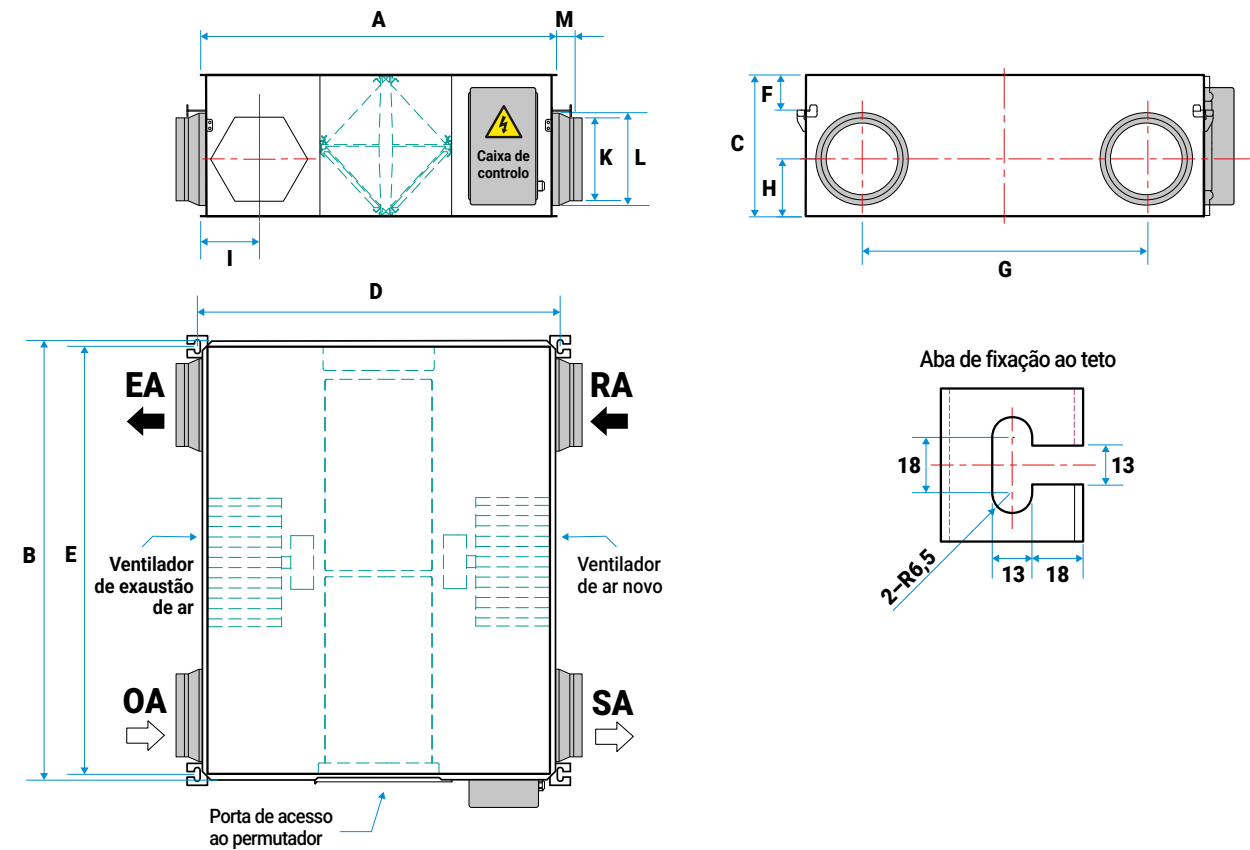 A
M
Caixa de
controlo
K
L
I
F
C
H
G
D
EA
RA
B
E
Ventilador
de exaustão
de ar
Ventilador
de ar novo
OA
SA
Porta de acesso
ao permutador
Aba de fixação ao teto
18
13
2–R6,5
13
18